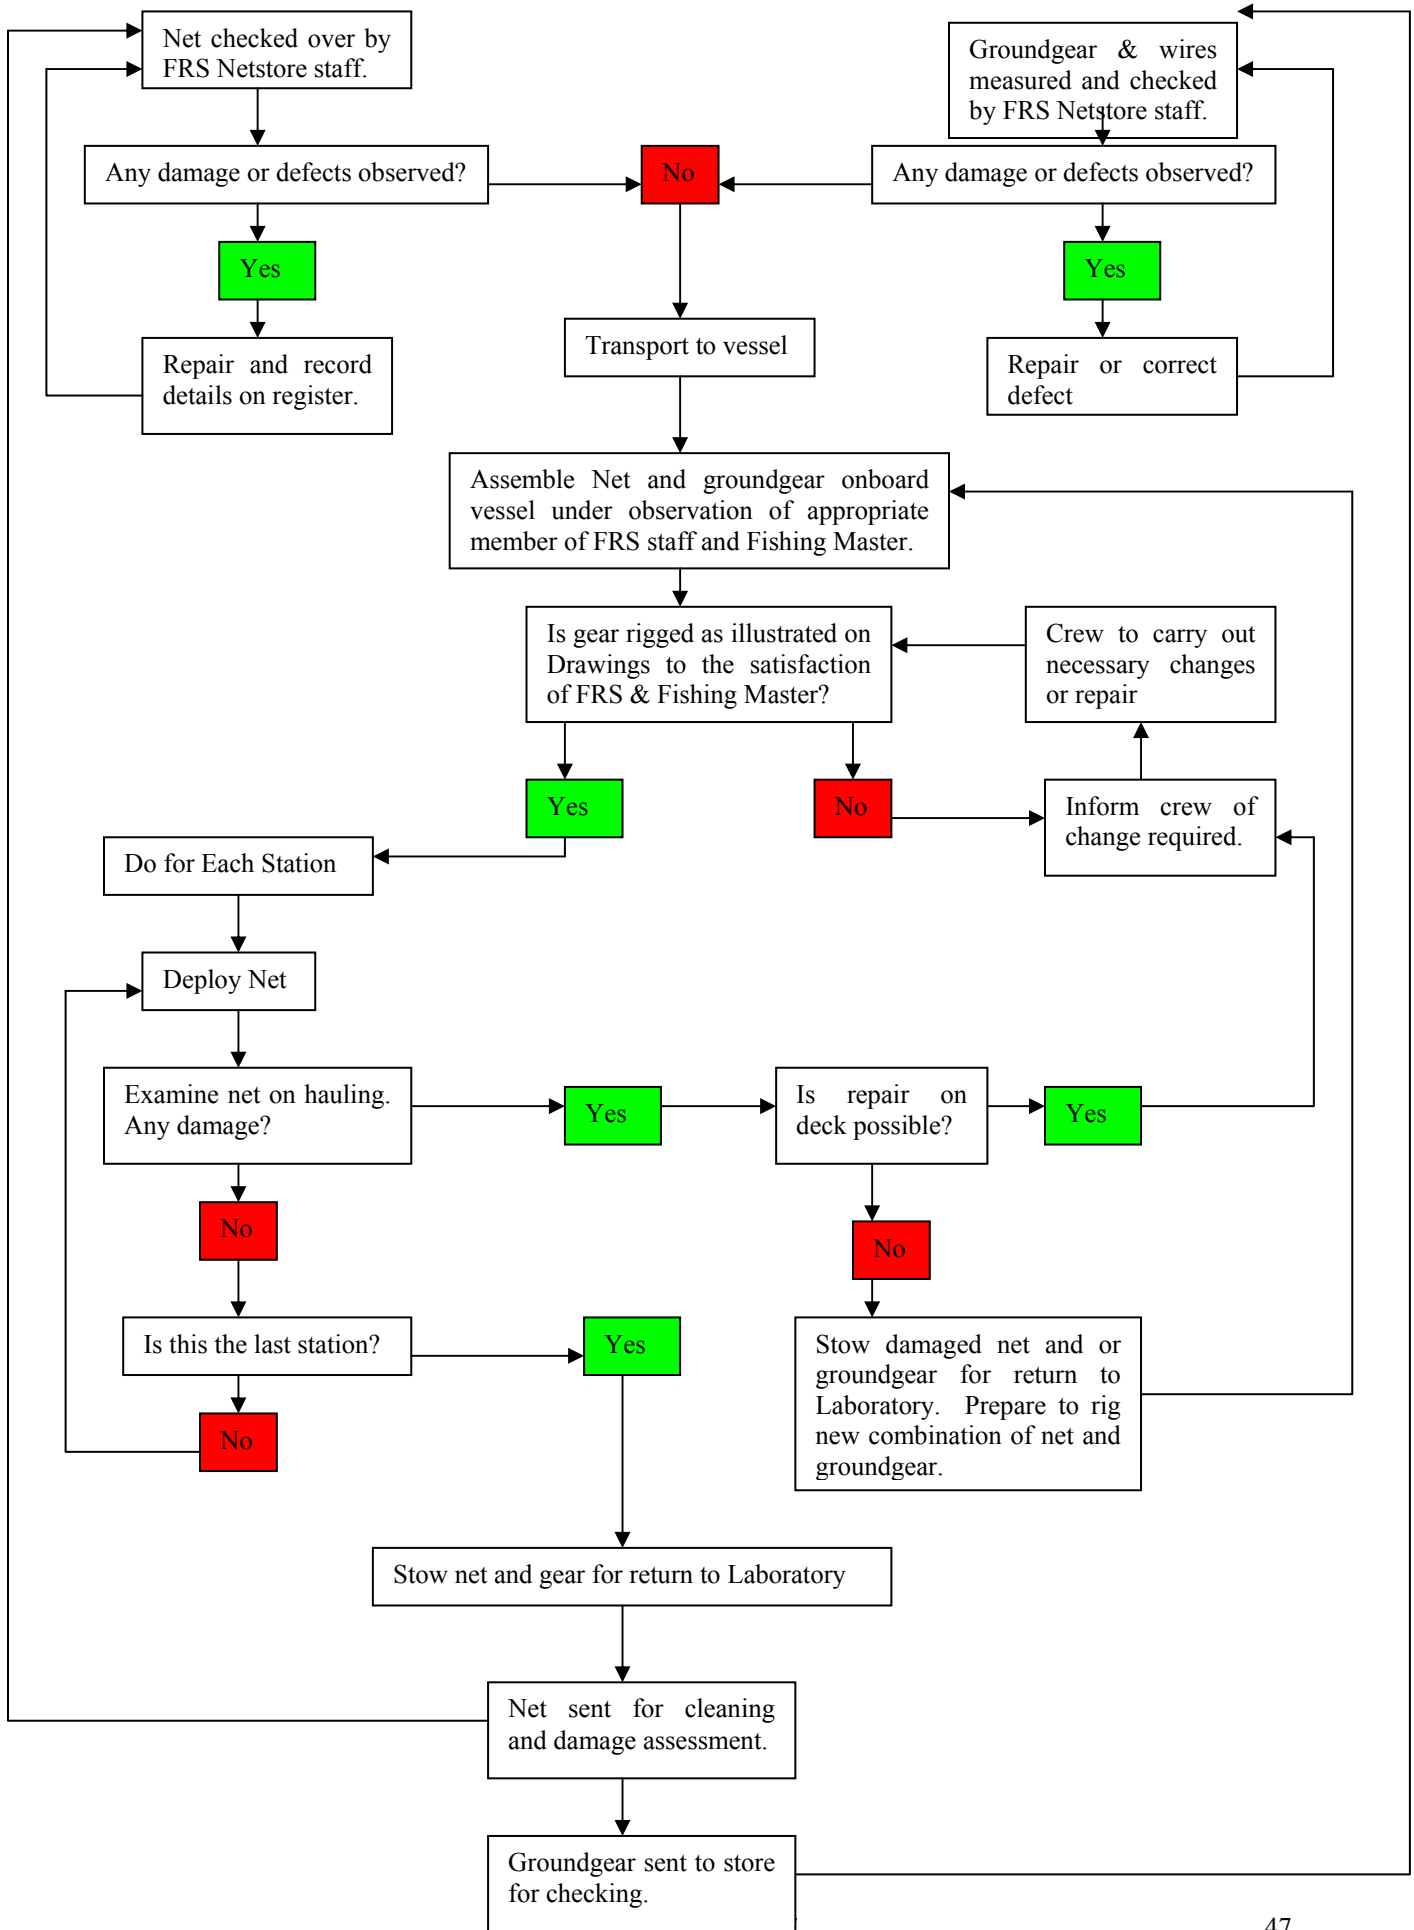 Net checked over by
FRS Netstore staff.
Groundgear & wires
measured and checked
by FRS Netstore staff.
Any damage or defects observed?
No
Any damage or defects observed?
Yes
Yes
Transport to vessel
Repair and record
details on register.
Repair or correct
defect
Assemble Net and groundgear onboard
vessel under observation of appropriate
member of FRS staff and Fishing Master.
Is gear rigged as illustrated on
Drawings to the satisfaction
of FRS & Fishing Master?
Crew to carry out
necessary changes
or repair
Yes
No
Inform crew of
change required.
Do for Each Station
Deploy Net
Examine net on hauling.
Any damage?
Yes
Is repair on
deck possible?
Yes
No
No
Is this the last station?
Yes
Stow damaged net and or
groundgear for return to
Laboratory. Prepare to rig
new combination of net and
groundgear.
No
Stow net and gear for return to Laboratory
Net sent for cleaning
and damage assessment.
Groundgear sent to store
for checking.
47